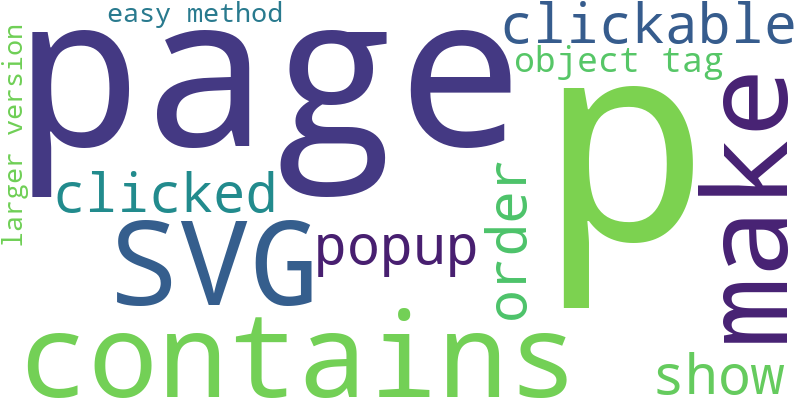 easy method
clickable
page
object tag
larger version
p
make
clicked
order
SVG
popup
contains
show